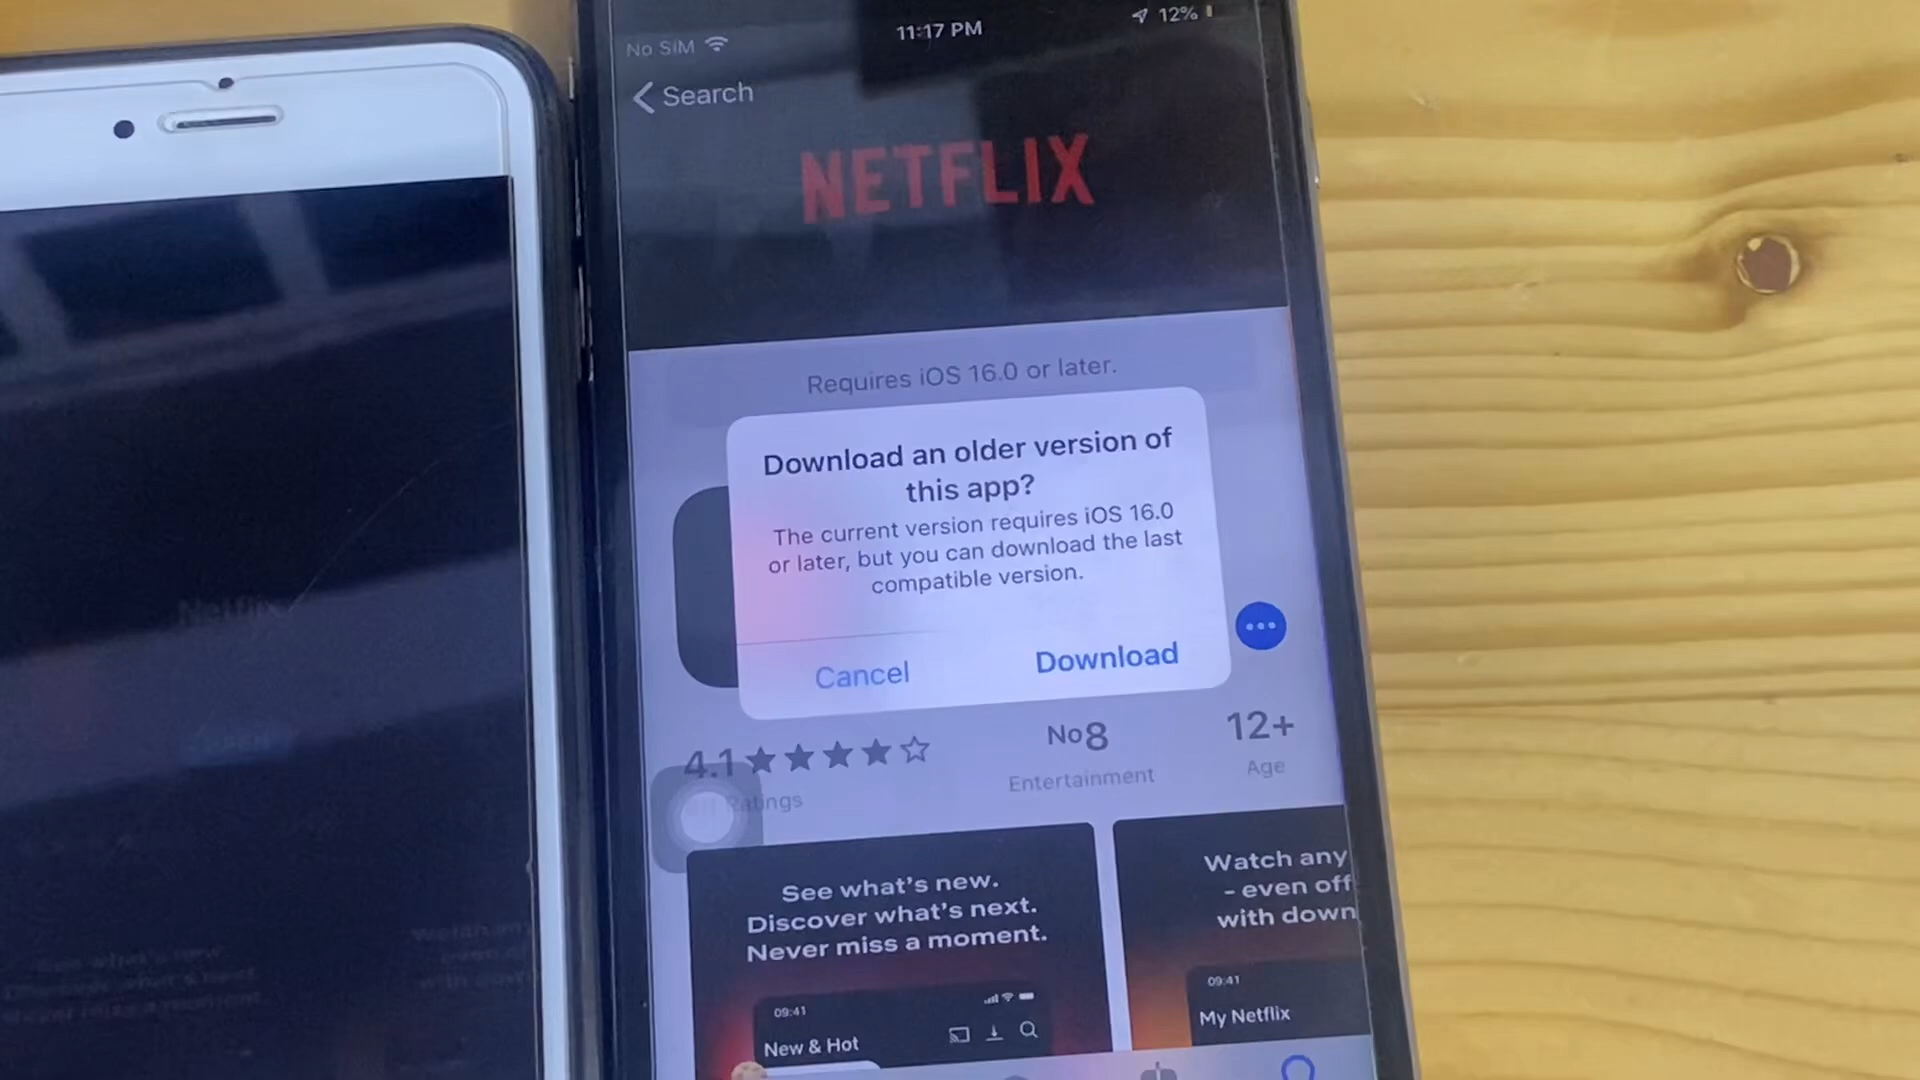 No SIM
11:17 PM
12%
Search
NETFLIX
Requires iOS 16.0 or later.
Download an older version of
this app?
The current version requires iOS 16.0
or later, but you can download the last
compatible version.
Cancel
Download
4.1
No8
12+
Ratings
Entertainment
Age
See what's new.
Discover what's next.
Never miss a moment.
09:41
New & Hot
Watch any
- even off
with down
09:41
My Netflix
Netflix